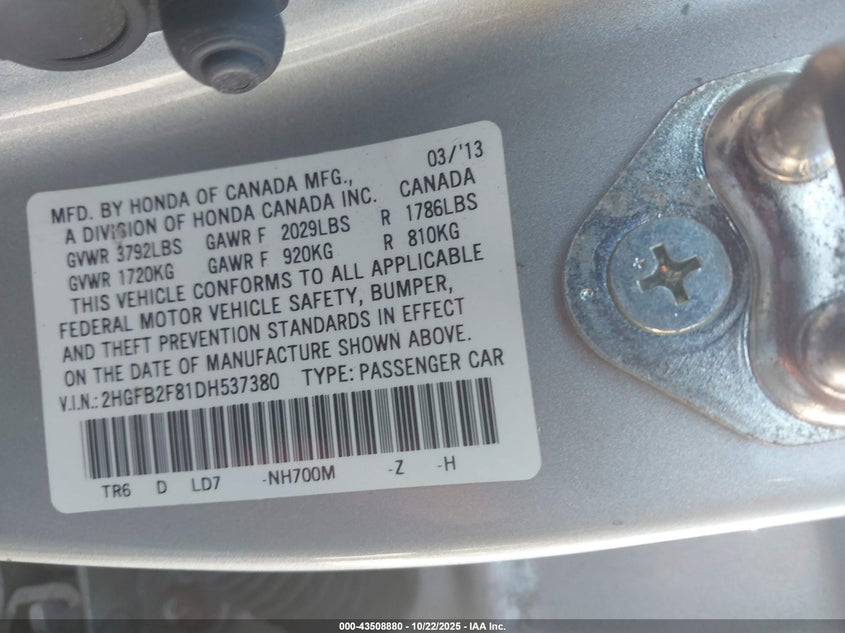 03/'13
MFD. BY HONDA OF CANADA MFG.,
A DIVISION OF HONDA CANADA INC. CANADA
GVWR 3792LBS GAWR F 2029LBS R 1786LBS
GVWR 1720KG GAWR F 920KG R 810KG
THIS VEHICLE CONFORMS TO ALL APPLICABLE
FEDERAL MOTOR VEHICLE SAFETY, BUMPER,
AND THEFT PREVENTION STANDARDS IN EFFECT
ON THE DATE OF MANUFACTURE SHOWN ABOVE.
V.I.N.: 2HGFB2F81DH537380 TYPE: PASSENGER CAR
TR6 D LD7 -NH700M -Z -H
000-43508880 - 10/22/2025 - IAA Inc.